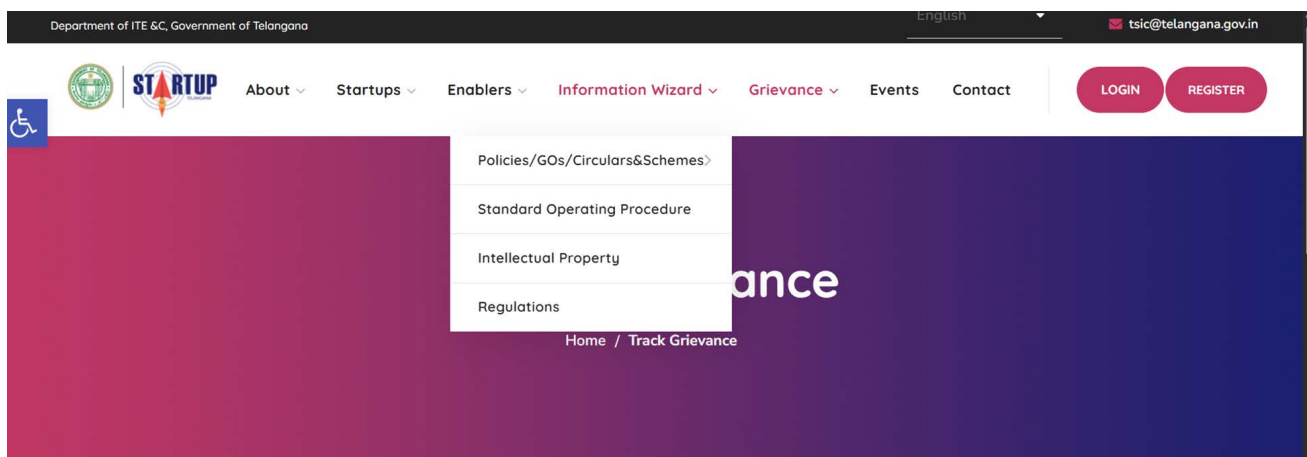 Department of ITE &C, Government of Telangana
English
tsic@telangana.gov.in
STARTUP
TELANGANA
About
Startups
Enablers
Information Wizard
Grievance
Events
Contact
LOGIN
REGISTER
Policies/GOs/Circulars&Schemes
Standard Operating Procedure
Intellectual Property
Regulations
ance
Home / Track Grievance